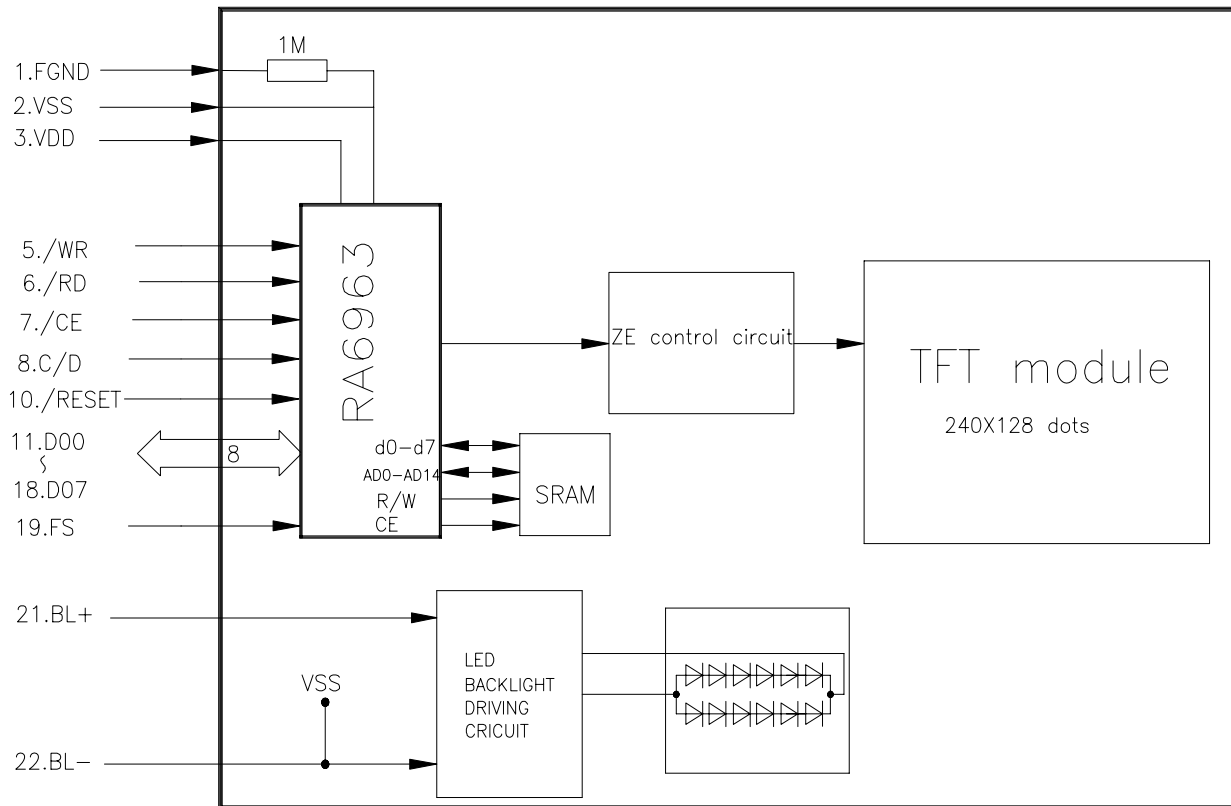 1M
1.FGND
2.VSS
3.VDD
5./WR
6./RD
7./CE
8.C/D
10./RESET
11.D00
18.D07
19.FS
8
RA6963
d0-d7
AD0-AD14
R/W
CE
SRAM
ZE control circuit
TFT module
240X128 dots
21.BL+
22.BL-
VSS
LED
BACKLIGHT
DRIVING
CRICUIT